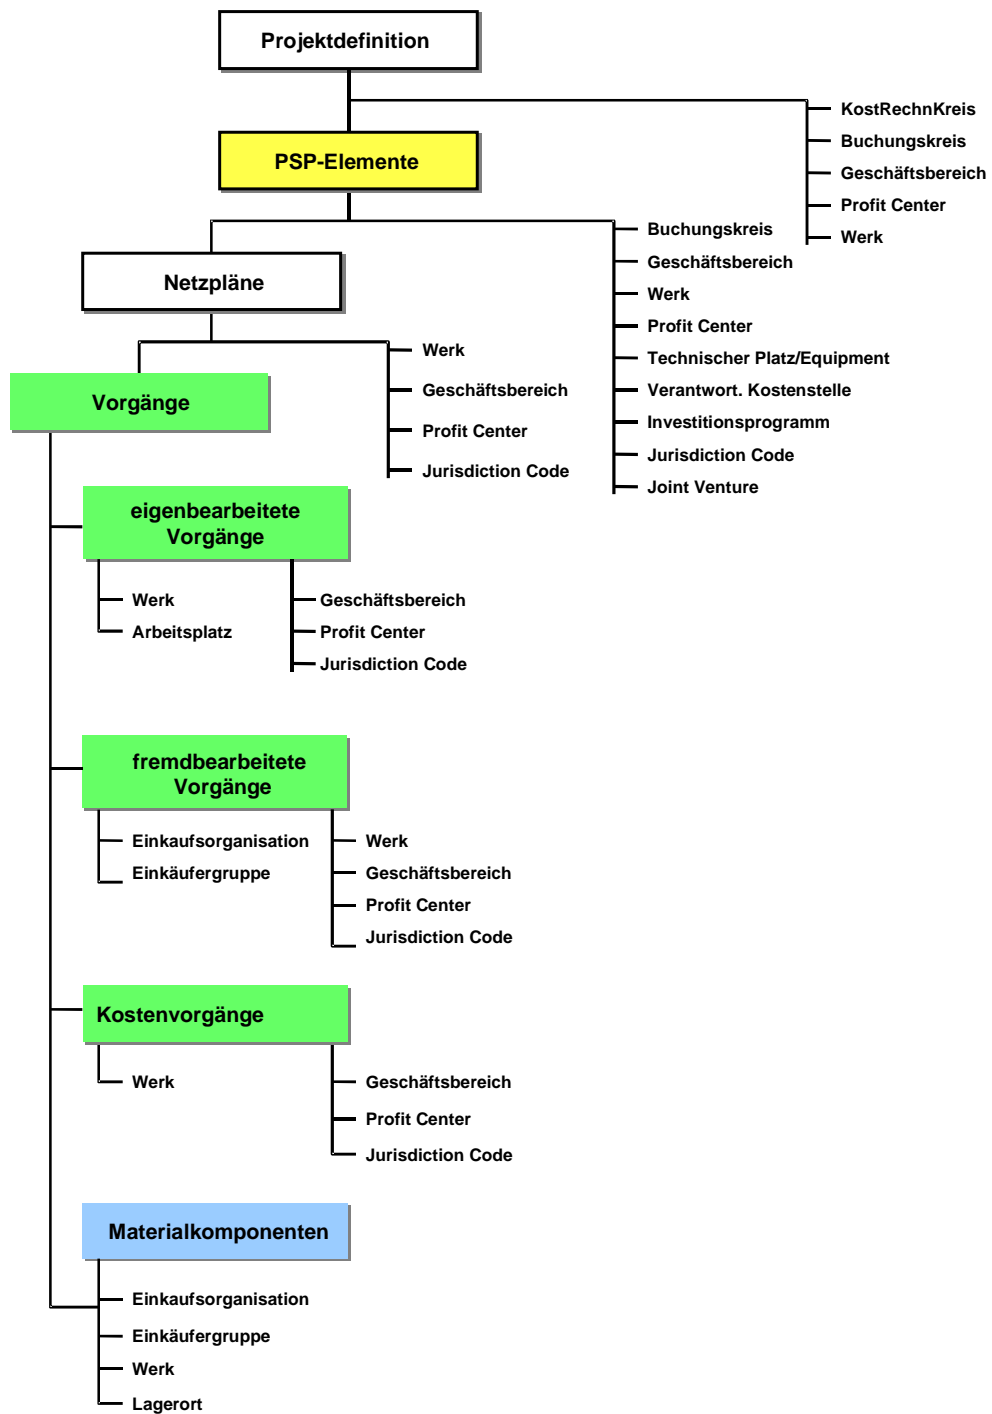 Projektdefinition
KostRechnKreis
Buchungskreis
Geschäftsbereich
Profit Center
Werk
PSP-Elemente
Buchungskreis
Geschäftsbereich
Werk
Profit Center
Technischer Platz/Equipment
Verantwort. Kostenstelle
Investitionsprogramm
Jurisdiction Code
Joint Venture
Netzpläne
Werk
Geschäftsbereich
Profit Center
Jurisdiction Code
Vorgänge
eigenbearbeitete
Vorgänge
Werk
Arbeitsplatz
Geschäftsbereich
Profit Center
Jurisdiction Code
fremdbearbeitete
Vorgänge
Einkaufsorganisation
Einkäufergruppe
Werk
Geschäftsbereich
Profit Center
Jurisdiction Code
Kostenvorgänge
Werk
Geschäftsbereich
Profit Center
Jurisdiction Code
Materialkomponenten
Einkaufsorganisation
Einkäufergruppe
Werk
Lagerort